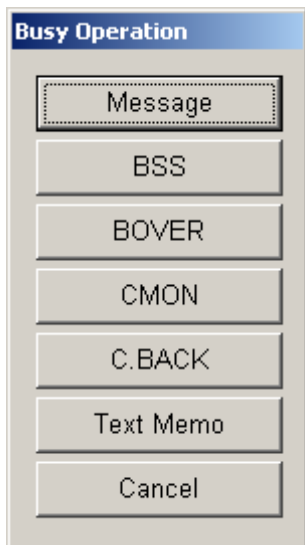 Busy Operation
Message
BSS
BOVER
CMON
C.BACK
Text Memo
Cancel